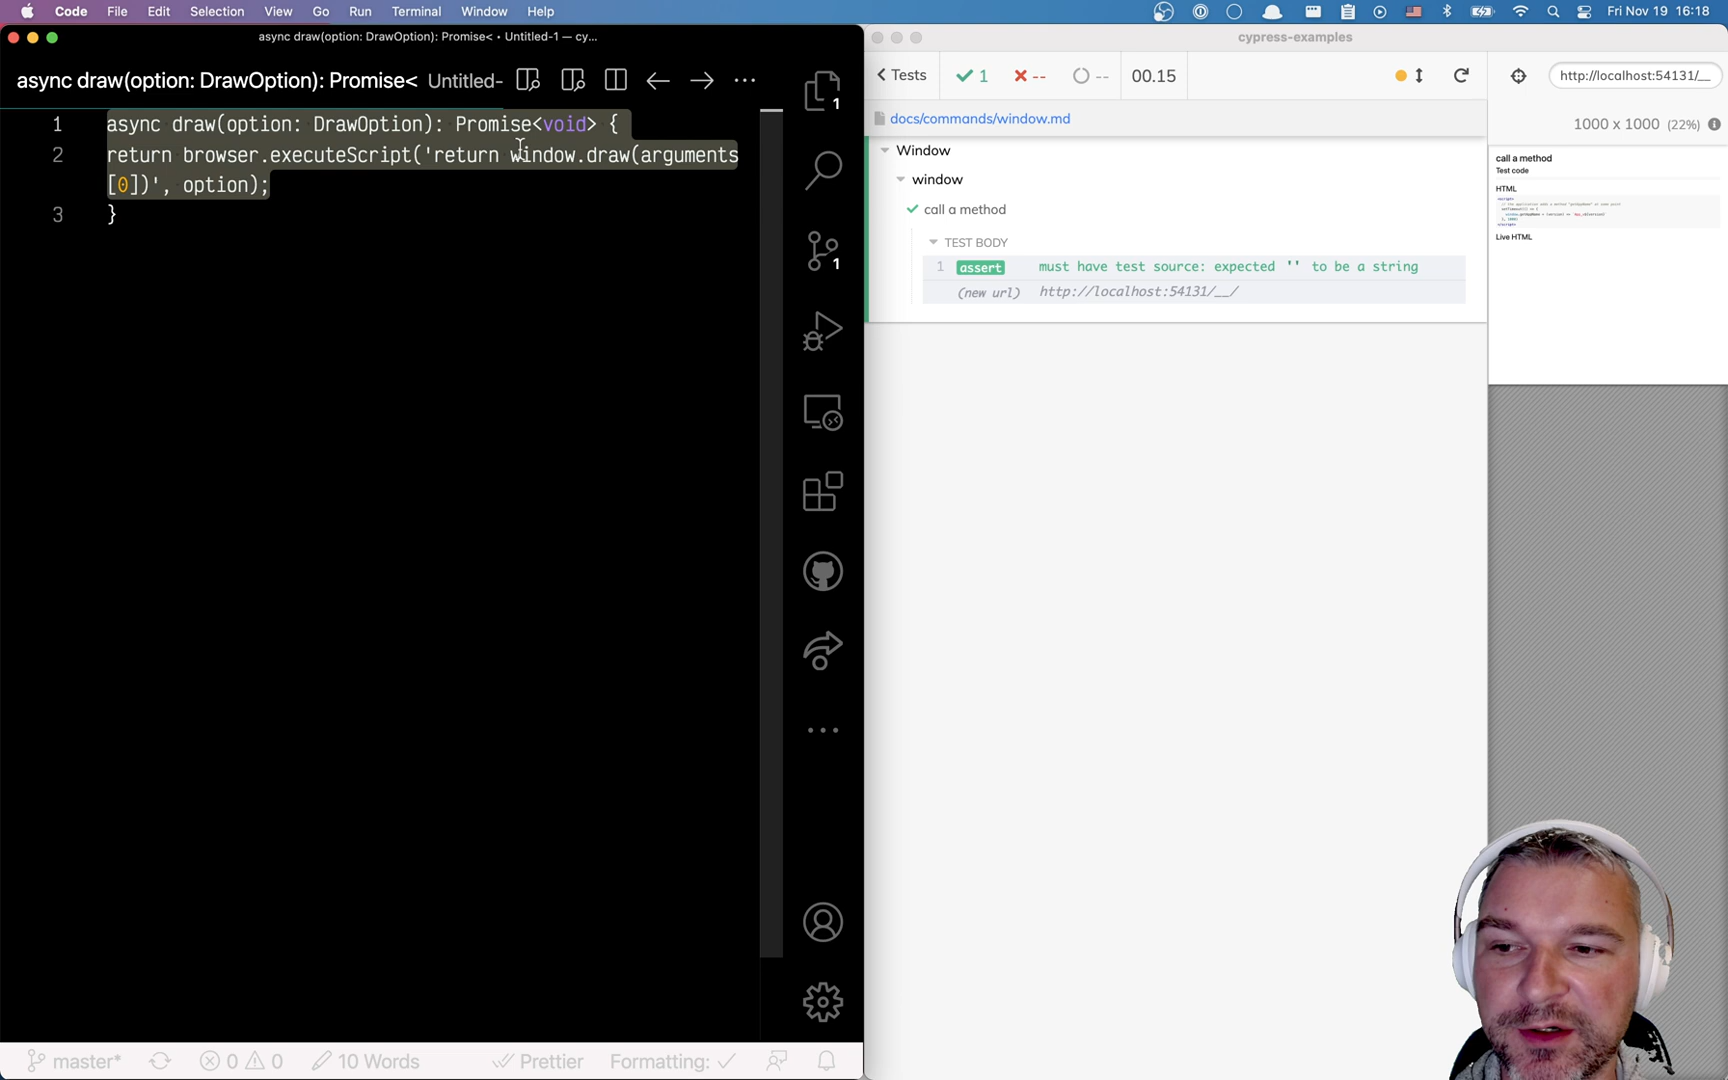 Code File Edit Selection View Go Run Terminal Window Help Fri Nov 19 16:18
async draw(option: DrawOption): Promise< • Untitled-1 — cy...
async draw(option: DrawOption): Promise< Untitled-
1 async draw(option: DrawOption): Promise<void> {
2 return browser.executeScript('return window.draw(arguments
[0])', option);
3 }
1
1
master* 0 0 10 Words Prettier Formatting:
cypress-examples
Tests 1 -- -- 00.15 http://localhost:54131/__
docs/commands/window.md
1000 x 1000 (22%)
Window
window
call a method
TEST BODY
1 assert must have test source: expected '' to be a string
(new url) http://localhost:54131/__/
call a method
Test code
HTML
Live HTML